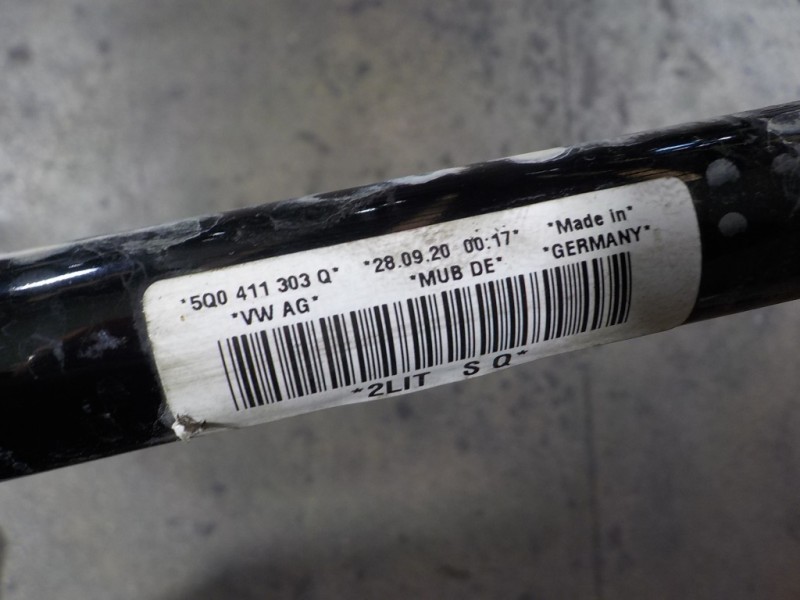 *5Q0 411 303 Q* *28.09.20 00:17* *Made in*
*VW AG* *MUB DE* *GERMANY*
*2LIT S Q*